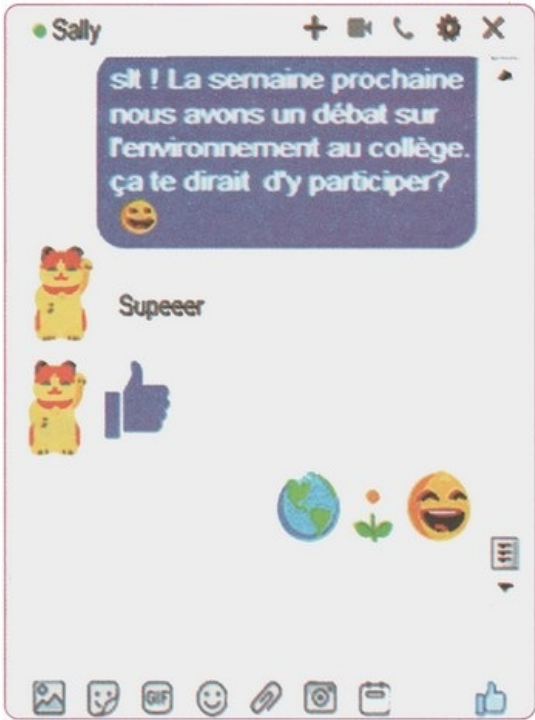 Sally
slt ! La semaine prochaine
nous avons un débat sur
l'environnement au collège.
ça te dirait d'y participer?
Supeeer
GIF